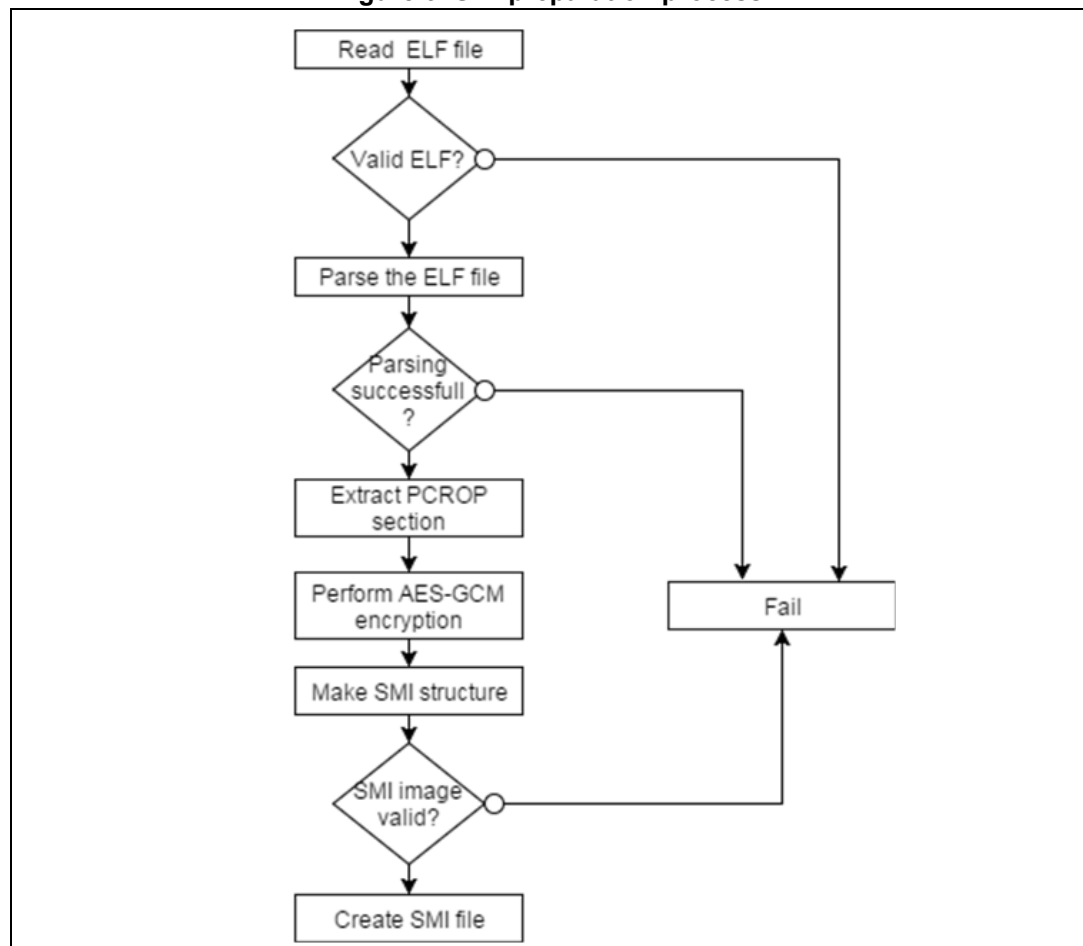 Read ELF file
Valid ELF?
Parse the ELF file
Parsing
successfull
?
Extract PCROP
section
Perform AES-GCM
encryption
Fail
Make SMI structure
SMI image
valid?
Create SMI file